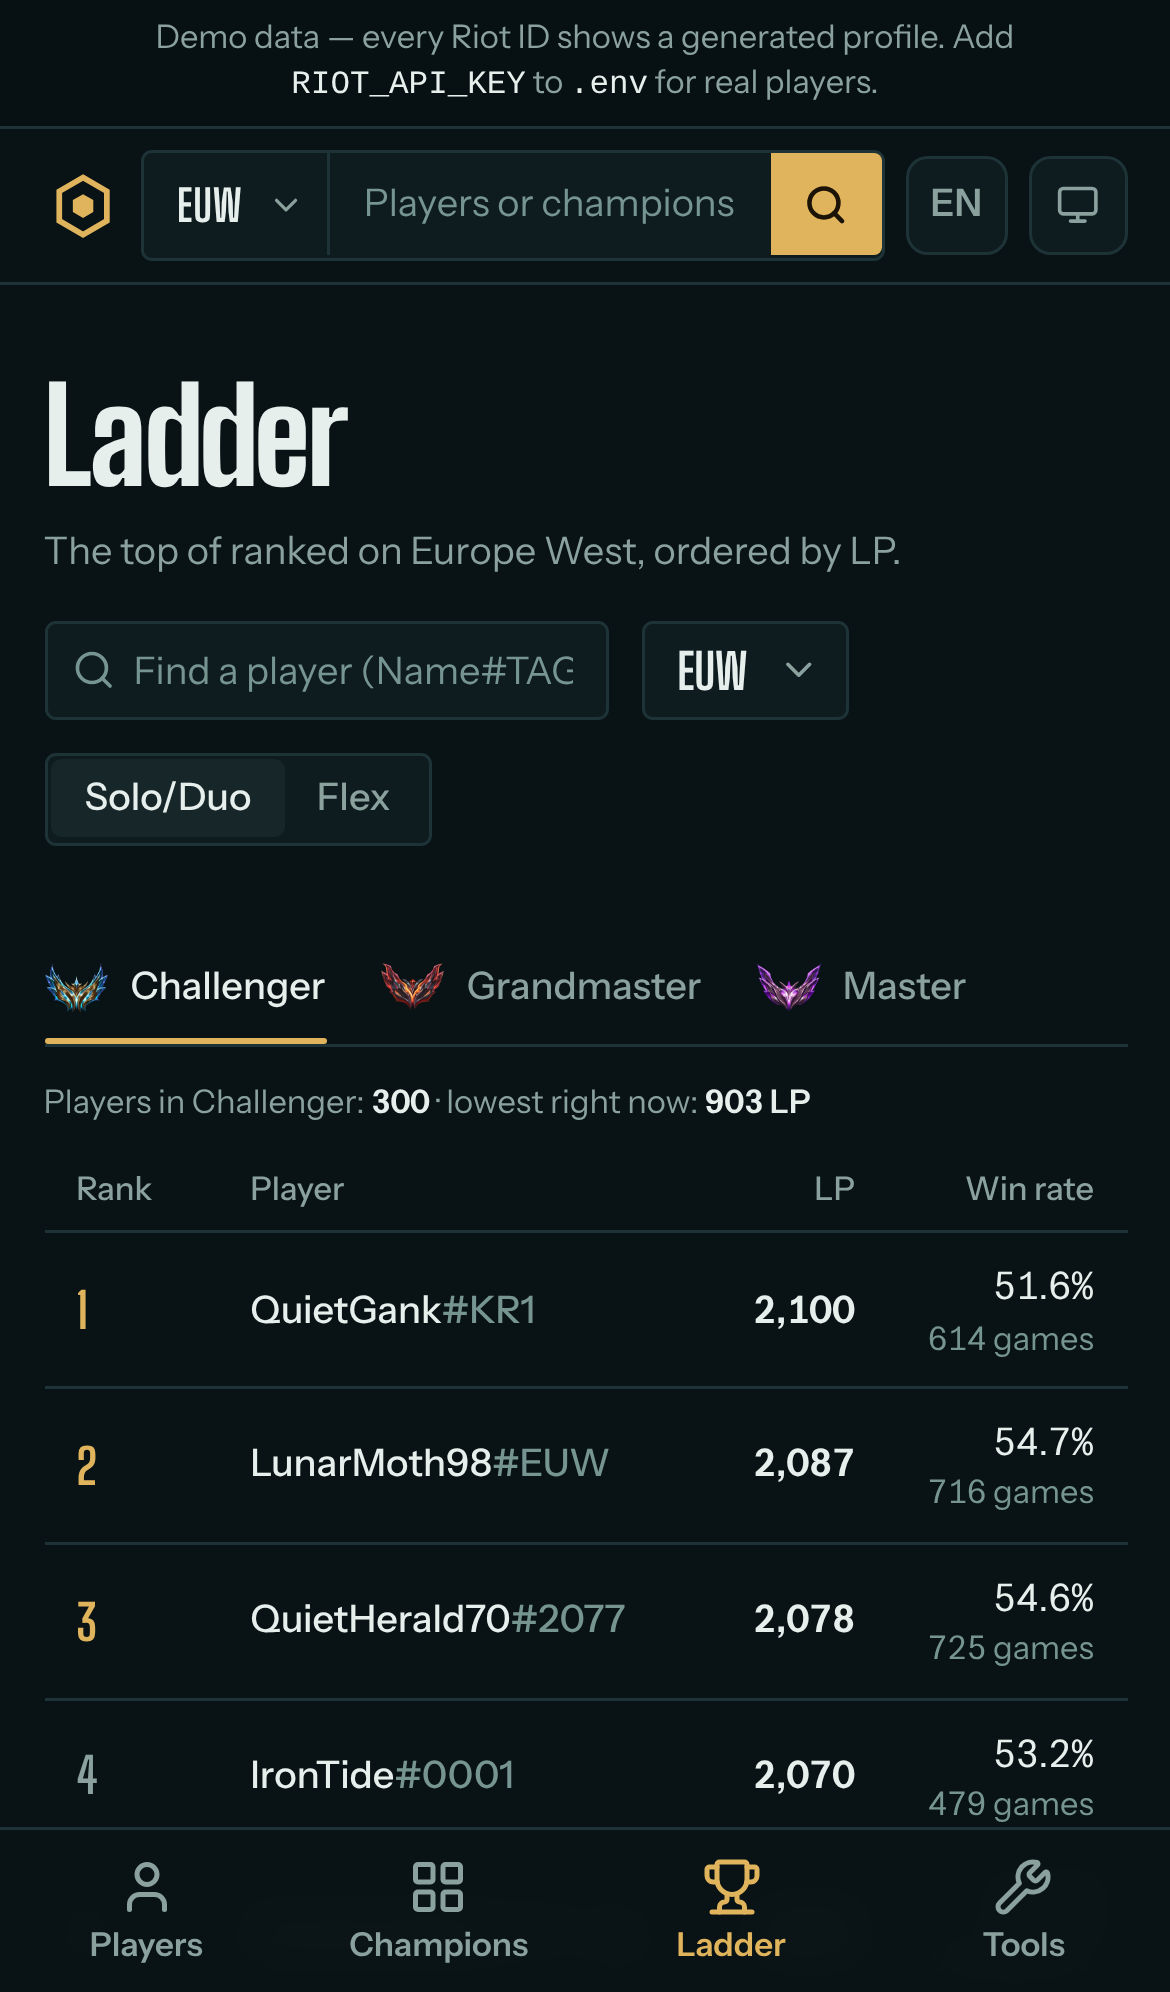 Demo data — every Riot ID shows a generated profile. Add
RIOT_API_KEY to .env for real players.
EUW
Players or champions
EN
Ladder
The top of ranked on Europe West, ordered by LP.
Find a player (Name#TAG
EUW
Solo/Duo
Flex
Challenger
Grandmaster
Master
Players in Challenger: 300 · lowest right now: 903 LP
Rank Player LP Win rate
1 QuietGank#KR1 2,100 51.6%
614 games
2 LunarMoth98#EUW 2,087 54.7%
716 games
3 QuietHerald70#2077 2,078 54.6%
725 games
4 IronTide#0001 2,070 53.2%
479 games
Players
Champions
Ladder
Tools